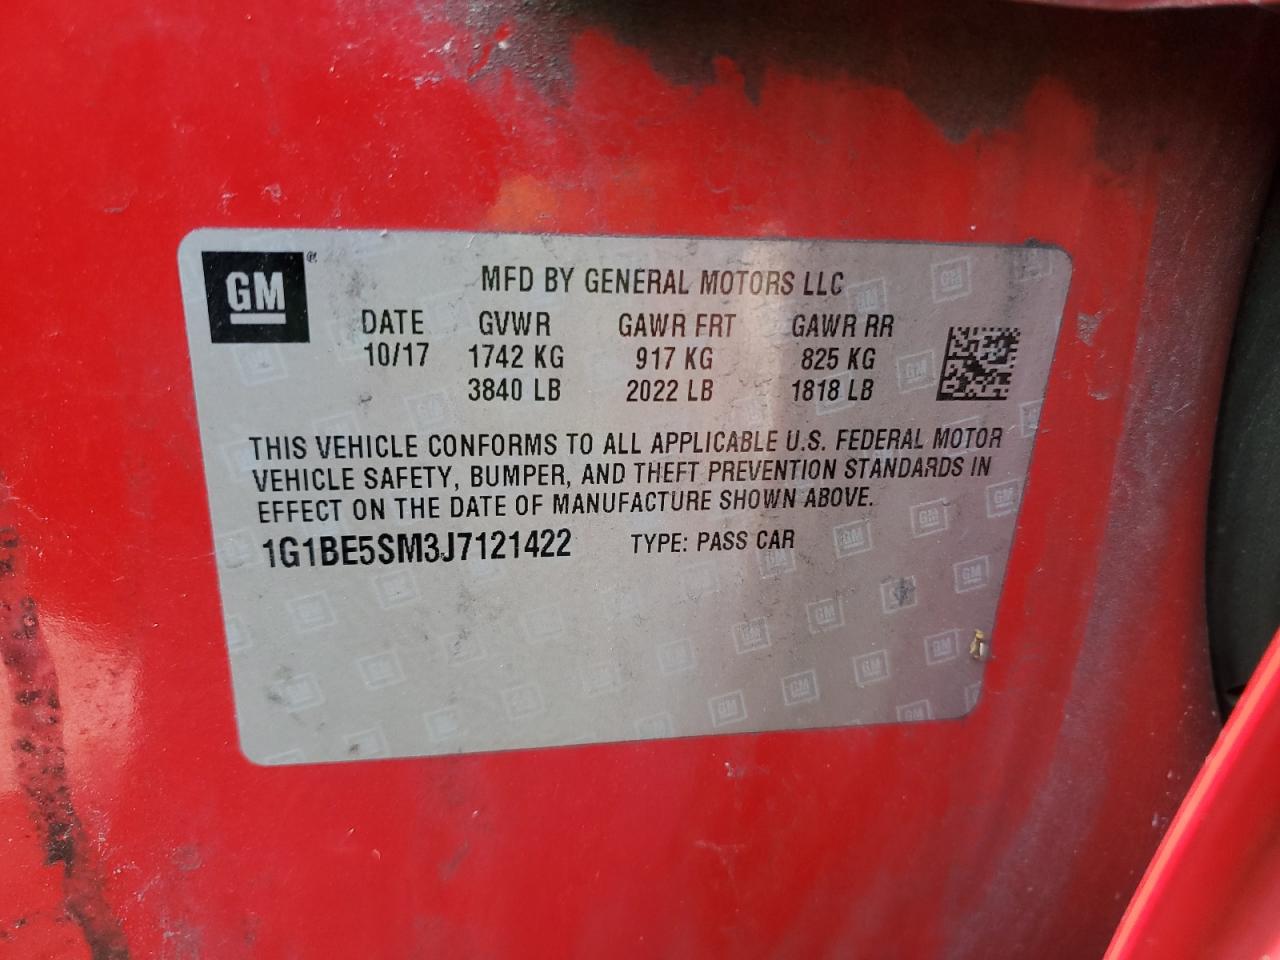 GM®
MFD BY GENERAL MOTORS LLC
DATE GVWR GAWR FRT GAWR RR
10/17 1742 KG 917 KG 825 KG
3840 LB 2022 LB 1818 LB
THIS VEHICLE CONFORMS TO ALL APPLICABLE U.S. FEDERAL MOTOR
VEHICLE SAFETY, BUMPER, AND THEFT PREVENTION STANDARDS IN
EFFECT ON THE DATE OF MANUFACTURE SHOWN ABOVE.
1G1BE5SM3J7121422 TYPE: PASS CAR